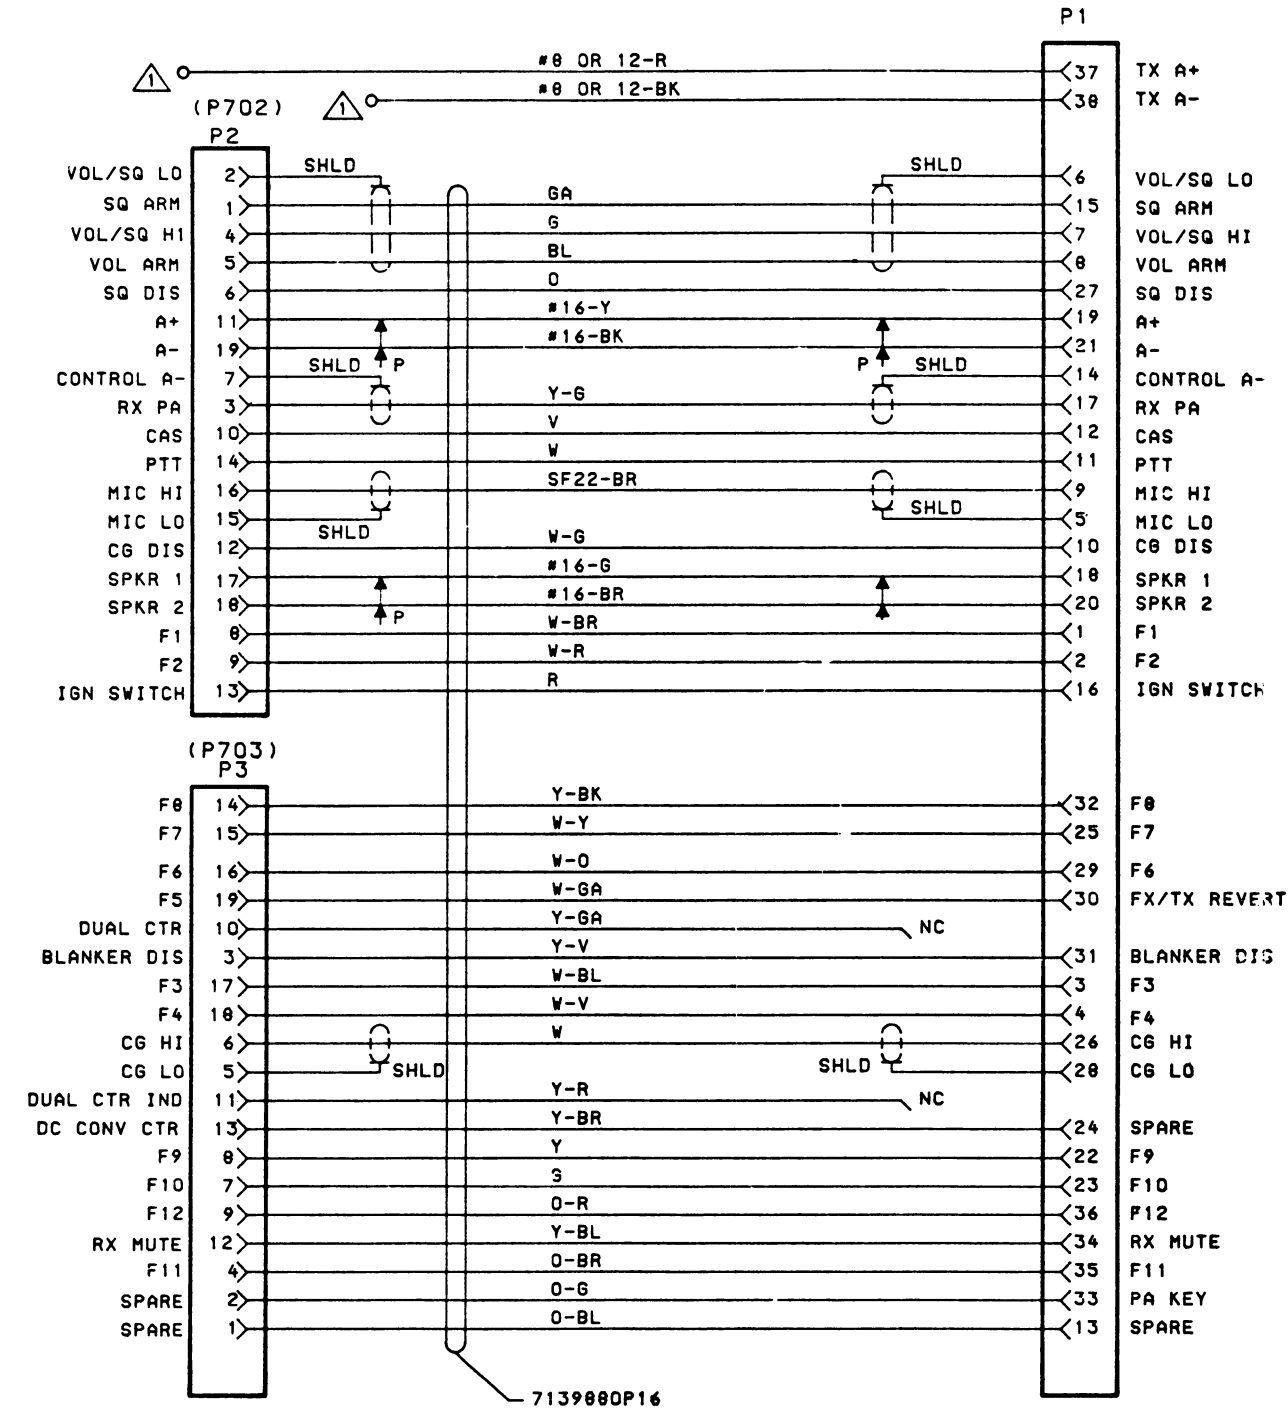 P1
#8 OR 12-R <37 TX A+
1
#8 OR 12-BK <38 TX A-
1
(P702)
P2
VOL/SQ LO 2> SHLD SHLD <6 VOL/SQ LO
SQ ARM 1> GA <15 SQ ARM
VOL/SQ H1 4> G <7 VOL/SQ HI
VOL ARM 5> BL <8 VOL ARM
SQ DIS 6> O <27 SQ DIS
A+ 11> #16-Y <19 A+
A- 19> #16-BK <21 A-
P P
CONTROL A- 7> SHLD SHLD <14 CONTROL A-
RX PA 3> Y-G <17 RX PA
CAS 10> V <12 CAS
PTT 14> W <11 PTT
MIC HI 16> SF22-BR <9 MIC HI
MIC LO 15> SHLD SHLD <5 MIC LO
CG DIS 12> W-G <10 CG DIS
SPKR 1 17> #16-G <18 SPKR 1
SPKR 2 18> #16-BR <20 SPKR 2
P
F1 8> W-BR <1 F1
F2 9> W-R <2 F2
IGN SWITCH 13> R <16 IGN SWITCH
(P703)
P3
F8 14> Y-BK <32 F8
F7 15> W-Y <25 F7
F6 16> W-O <29 F6
F5 19> W-GA <30 FX/TX REVERT
DUAL CTR 10> Y-GA NC
BLANKER DIS 3> Y-V <31 BLANKER DIS
F3 17> W-BL <3 F3
F4 18> W-V <4 F4
CG HI 6> W <26 CG HI
CG LO 5> SHLD SHLD <28 CG LO
DUAL CTR IND 11> Y-R NC
DC CONV CTR 13> Y-BR <24 SPARE
F9 8> Y <22 F9
F10 7> G <23 F10
F12 9> O-R <36 F12
RX MUTE 12> Y-BL <34 RX MUTE
F11 4> O-BR <35 F11
SPARE 2> O-G <33 PA KEY
SPARE 1> O-BL <13 SPARE
7139880P16